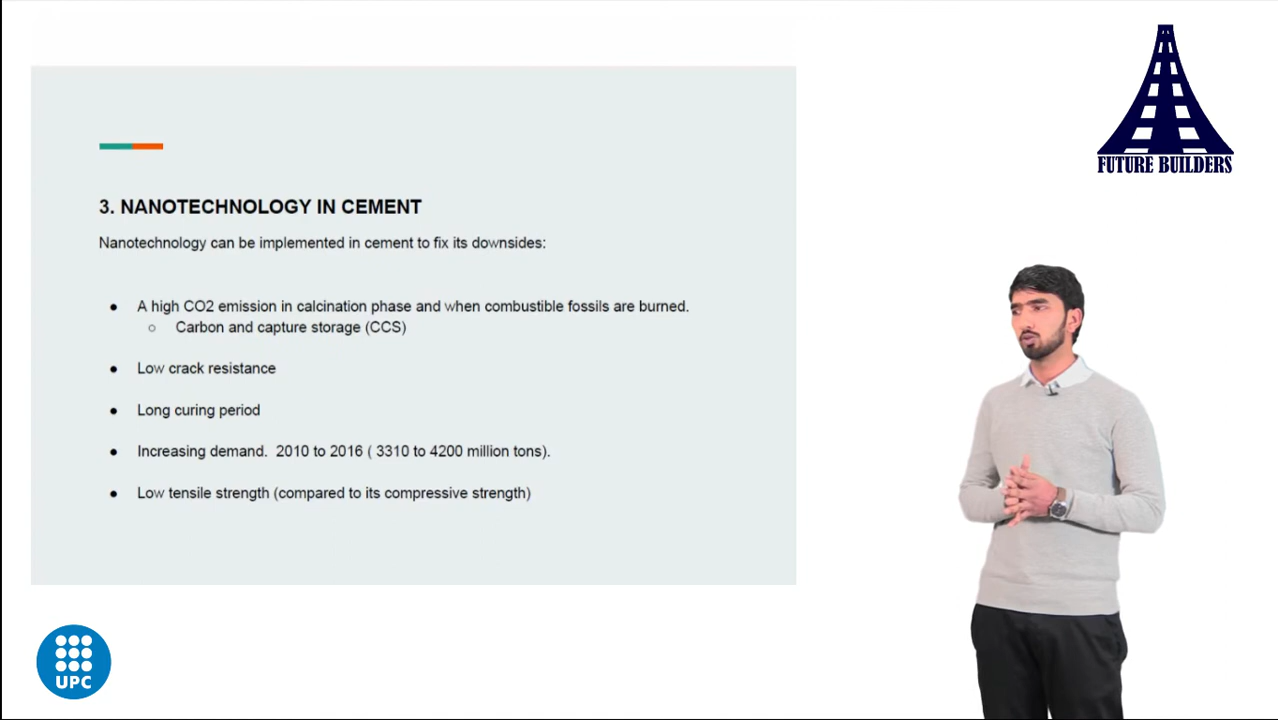 FUTURE BUILDERS
3. NANOTECHNOLOGY IN CEMENT
Nanotechnology can be implemented in cement to fix its downsides:
● A high CO2 emission in calcination phase and when combustible fossils are burned.
○ Carbon and capture storage (CCS)
● Low crack resistance
● Long curing period
● Increasing demand.  2010 to 2016 ( 3310 to 4200 million tons).
● Low tensile strength (compared to its compressive strength)
UPC